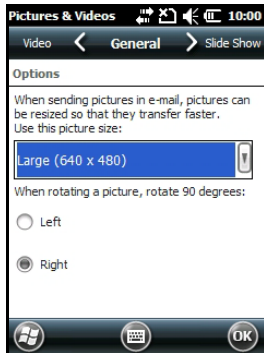 Pictures & Videos 10:00
Video General Slide Show
Options
When sending pictures in e-mail, pictures can
be resized so that they transfer faster.
Use this picture size:
Large (640 x 480)
When rotating a picture, rotate 90 degrees:
Left
Right
OK